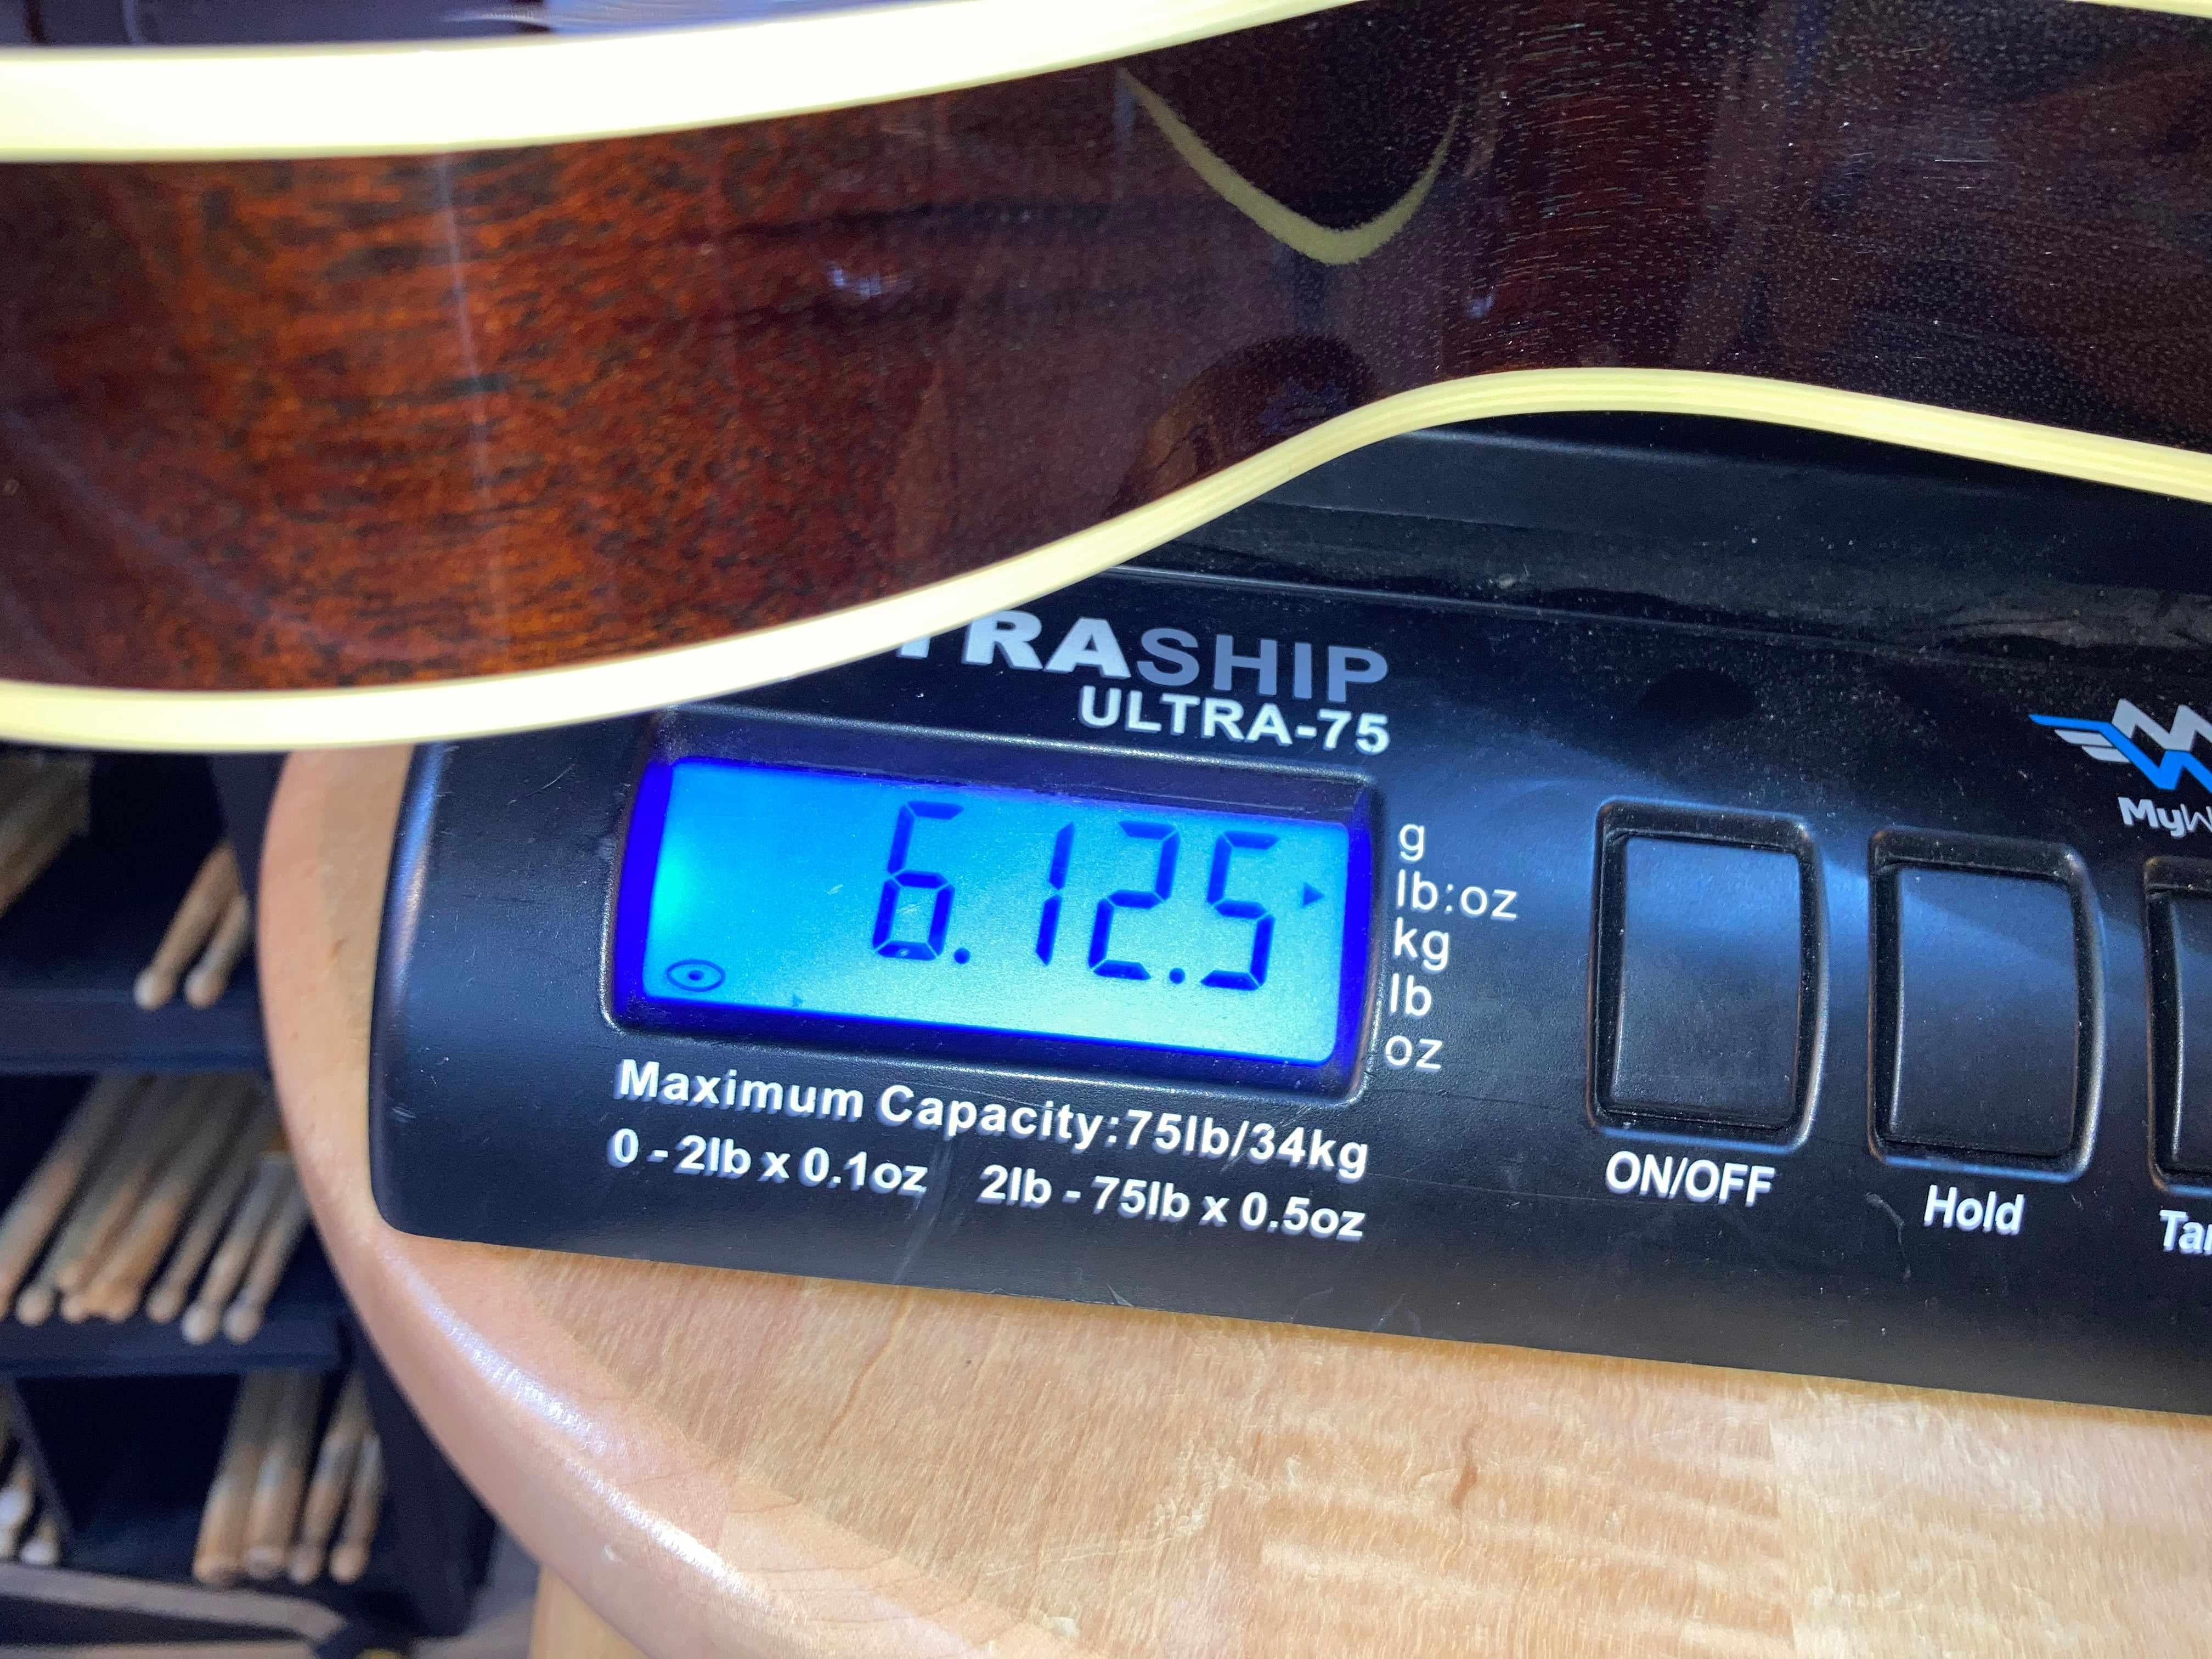 TRASHIP
ULTRA-75
6.12.5
g
lb:oz
kg
lb
oz
Maximum Capacity:75lb/34kg
0 - 2lb x 0.1oz 2lb - 75lb x 0.5oz
ON/OFF
Hold